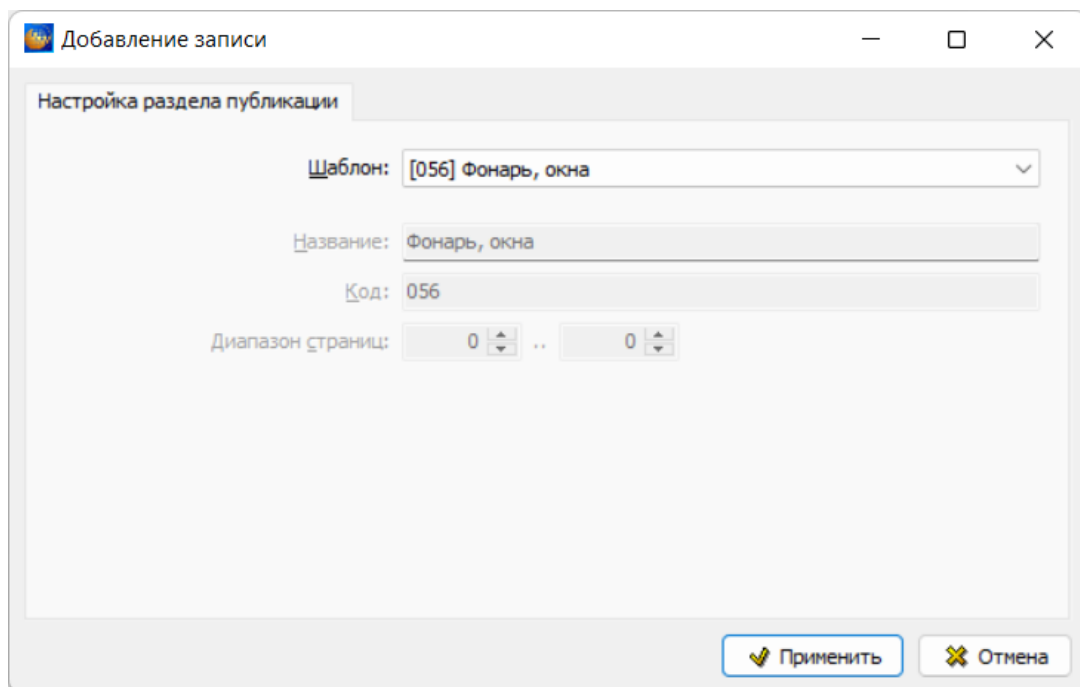 Добавление записи
Настройка раздела публикации
Шаблон: [056] Фонарь, окна
Название: Фонарь, окна
Код: 056
Диапазон страниц: 0 .. 0
Применить Отмена